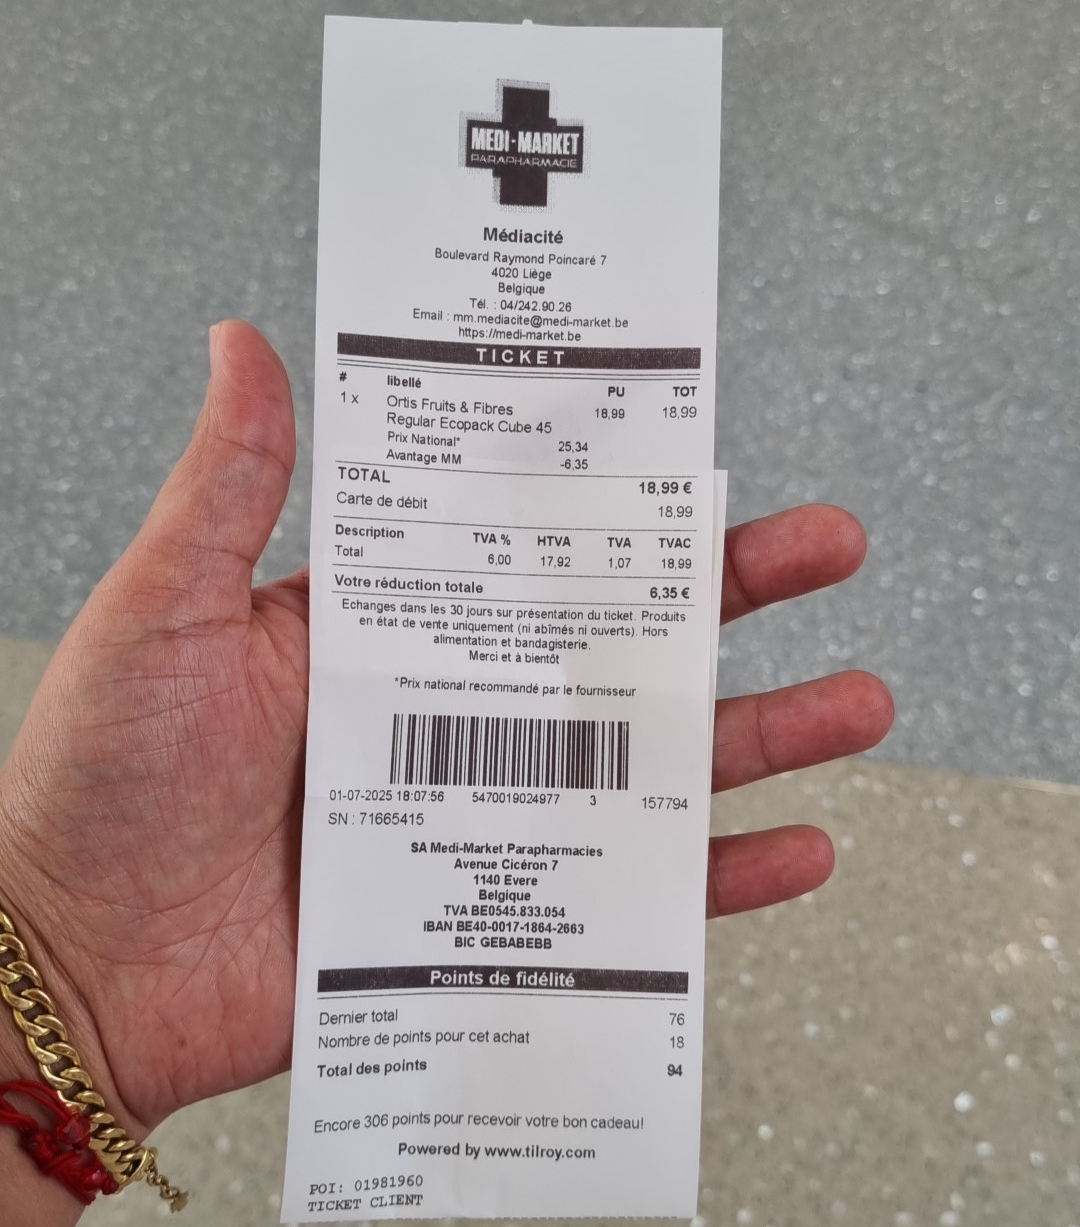 MEDI-MARKET
PARAPHARMACIE
Médiacité
Boulevard Raymond Poincaré 7
4020 Liège
Belgique
Tél. : 04/242.90.26
Email : mm.mediacite@medi-market.be
https://medi-market.be
TICKET
# libellé PU TOT
1 x Ortis Fruits & Fibres 18,99 18,99
Regular Ecopack Cube 45
Prix National* 25,34
Avantage MM -6,35
TOTAL 18,99 €
Carte de débit 18,99
Description TVA % HTVA TVA TVAC
Total 6,00 17,92 1,07 18,99
Votre réduction totale 6,35 €
Echanges dans les 30 jours sur présentation du ticket. Produits
en état de vente uniquement (ni abîmés ni ouverts). Hors
alimentation et bandagisterie.
Merci et à bientôt
*Prix national recommandé par le fournisseur
01-07-2025 18:07:56 5470019024977 3 157794
SN : 71665415
SA Medi-Market Parapharmacies
Avenue Cicéron 7
1140 Evere
Belgique
TVA BE0545.833.054
IBAN BE40-0017-1864-2663
BIC GEBABEBB
Points de fidélité
Dernier total 76
Nombre de points pour cet achat 18
Total des points 94
Encore 306 points pour recevoir votre bon cadeau!
Powered by www.tilroy.com
POI: 01981960
TICKET CLIENT